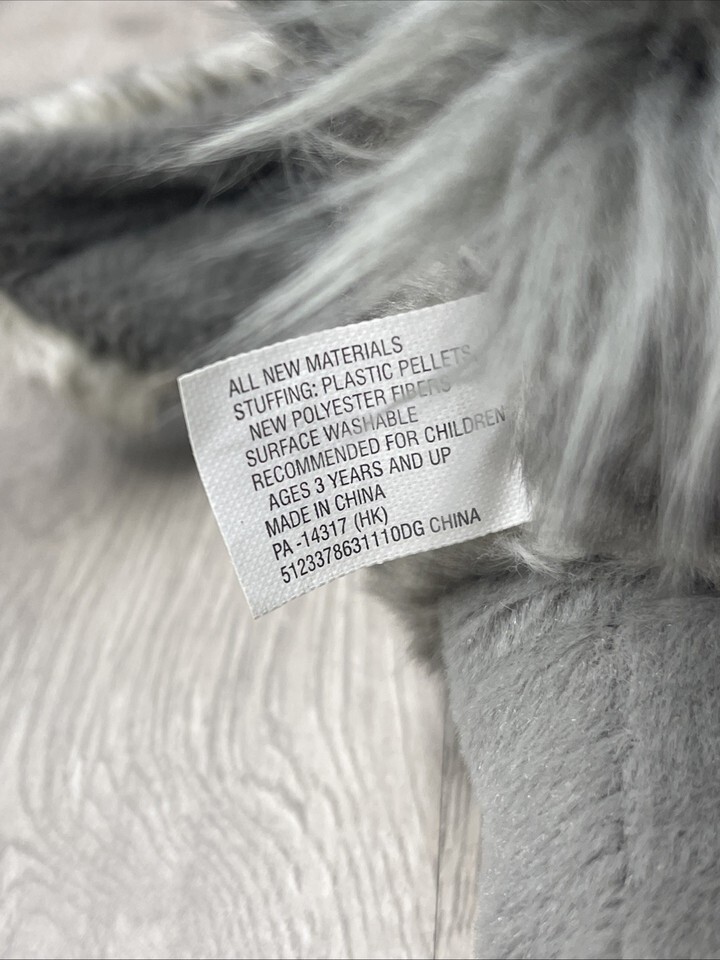 ALL NEW MATERIALS
STUFFING: PLASTIC PELLETS
NEW POLYESTER FIBERS
SURFACE WASHABLE
RECOMMENDED FOR CHILDREN
AGES 3 YEARS AND UP
MADE IN CHINA
PA -14317 (HK)
5123378631110DG CHINA